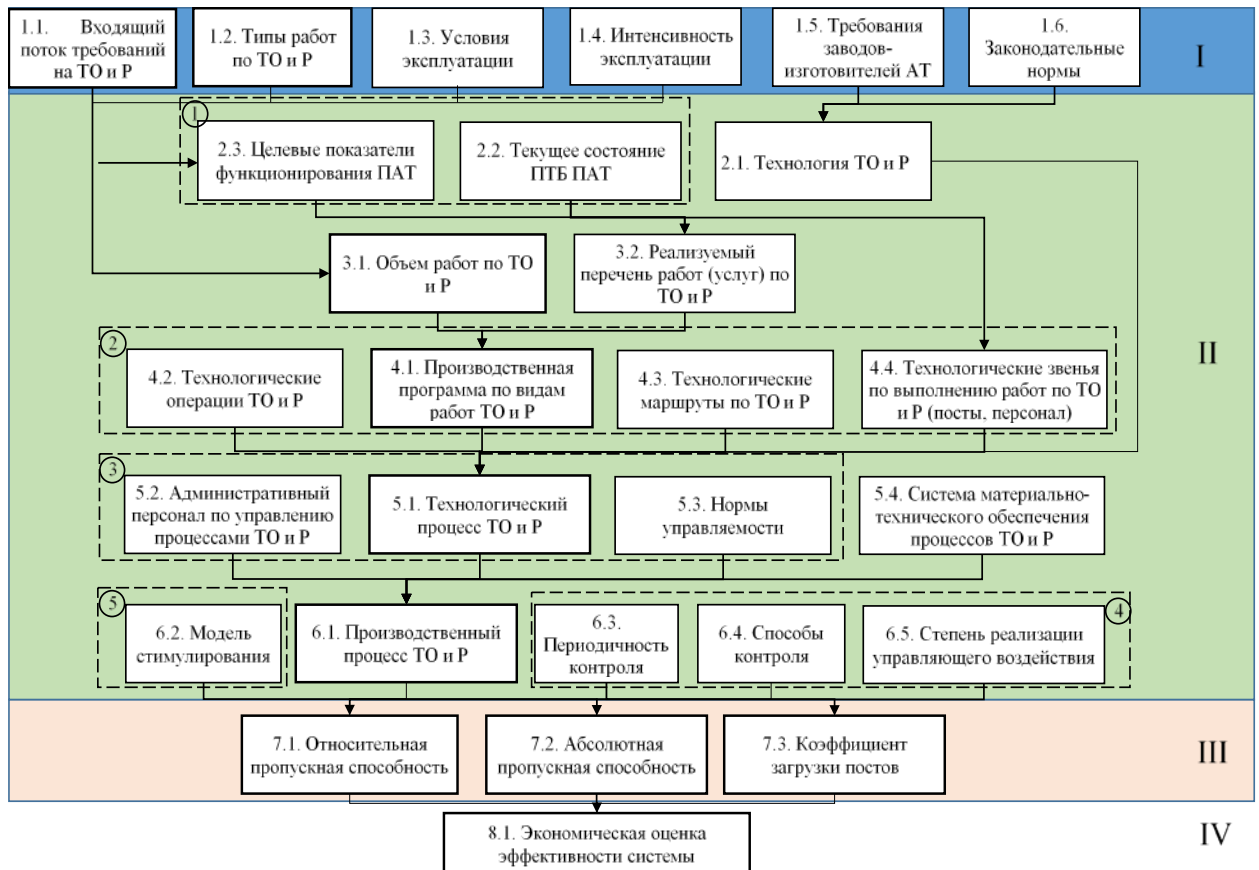 1.1. Входящий
поток требований
на ТО и Р
1.2. Типы работ
по ТО и Р
1.3. Условия
эксплуатации
1.4. Интенсивность
эксплуатации
1.5. Требования
заводов-
изготовителей АТ
1.6.
Законодательные
нормы
I
1
2.3. Целевые показатели
функционирования ПАТ
2.2. Текущее состояние
ПТБ ПАТ
2.1. Технология ТО и Р
3.1. Объем работ по ТО
и Р
3.2. Реализуемый
перечень работ (услуг) по
ТО и Р
II
2
4.2. Технологические
операции ТО и Р
4.1. Производственная
программа по видам
работ ТО и Р
4.3. Технологические
маршруты по ТО и Р
4.4. Технологические звенья
по выполнению работ по ТО
и Р (посты, персонал)
3
5.2. Административный
персонал по управлению
процессами ТО и Р
5.1. Технологический
процесс ТО и Р
5.3. Нормы
управляемости
5.4. Система материально-
технического обеспечения
процессов ТО и Р
5
6.2. Модель
стимулирования
6.1. Производственный
процесс ТО и Р
6.3.
Периодичность
контроля
6.4. Способы
контроля
6.5. Степень реализации
управляющего воздействия
4
7.1. Относительная
пропускная способность
7.2. Абсолютная
пропускная способность
7.3. Коэффициент
загрузки постов
III
8.1. Экономическая оценка
эффективности системы
IV